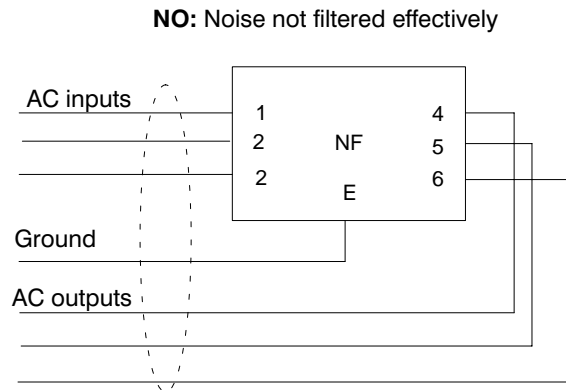 NO: Noise not filtered effectively
AC inputs
1
4
2
NF
5
2
E
6
Ground
AC outputs